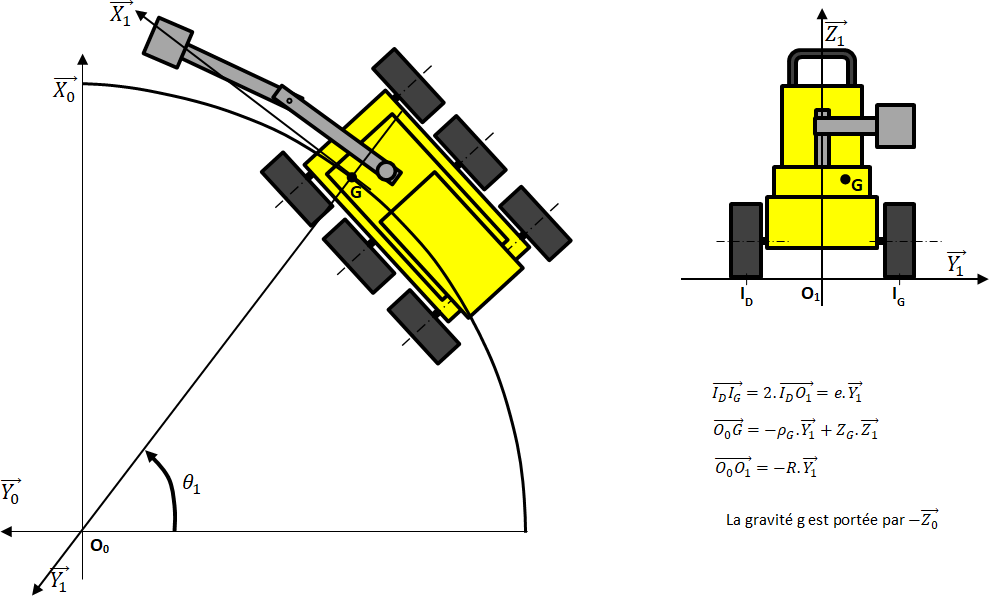 $\overrightarrow{X_1}$
$\overrightarrow{X_0}$
G
$\theta_1$
$\overrightarrow{Y_0}$
O₀
$\overrightarrow{Y_1}$
$\overrightarrow{Z_1}$
G
$\overrightarrow{Y_1}$
I_D O₁ I_G
$\overrightarrow{I_D I_G} = 2.\overrightarrow{I_D O_1} = e.\overrightarrow{Y_1}$
$\overrightarrow{O_0 G} = -\rho_G.\overrightarrow{Y_1} + Z_G.\overrightarrow{Z_1}$
$\overrightarrow{O_0 O_1} = -R.\overrightarrow{Y_1}$
La gravité g est portée par $-\overrightarrow{Z_0}$